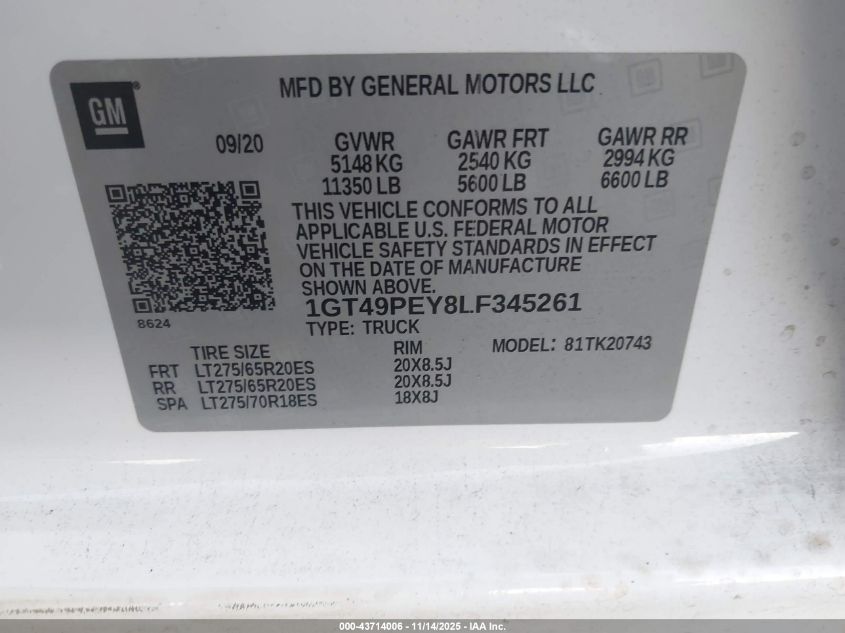 GM ®
MFD BY GENERAL MOTORS LLC
09/20 GVWR GAWR FRT GAWR RR
5148 KG 2540 KG 2994 KG
11350 LB 5600 LB 6600 LB
THIS VEHICLE CONFORMS TO ALL
APPLICABLE U.S. FEDERAL MOTOR
VEHICLE SAFETY STANDARDS IN EFFECT
ON THE DATE OF MANUFACTURE
SHOWN ABOVE.
1GT49PEY8LF345261
8624
TYPE: TRUCK
TIRE SIZE RIM MODEL: 81TK20743
FRT LT275/65R20ES 20X8.5J
RR LT275/65R20ES 20X8.5J
SPA LT275/70R18ES 18X8J
000-43714006 - 11/14/2025 - IAA Inc.